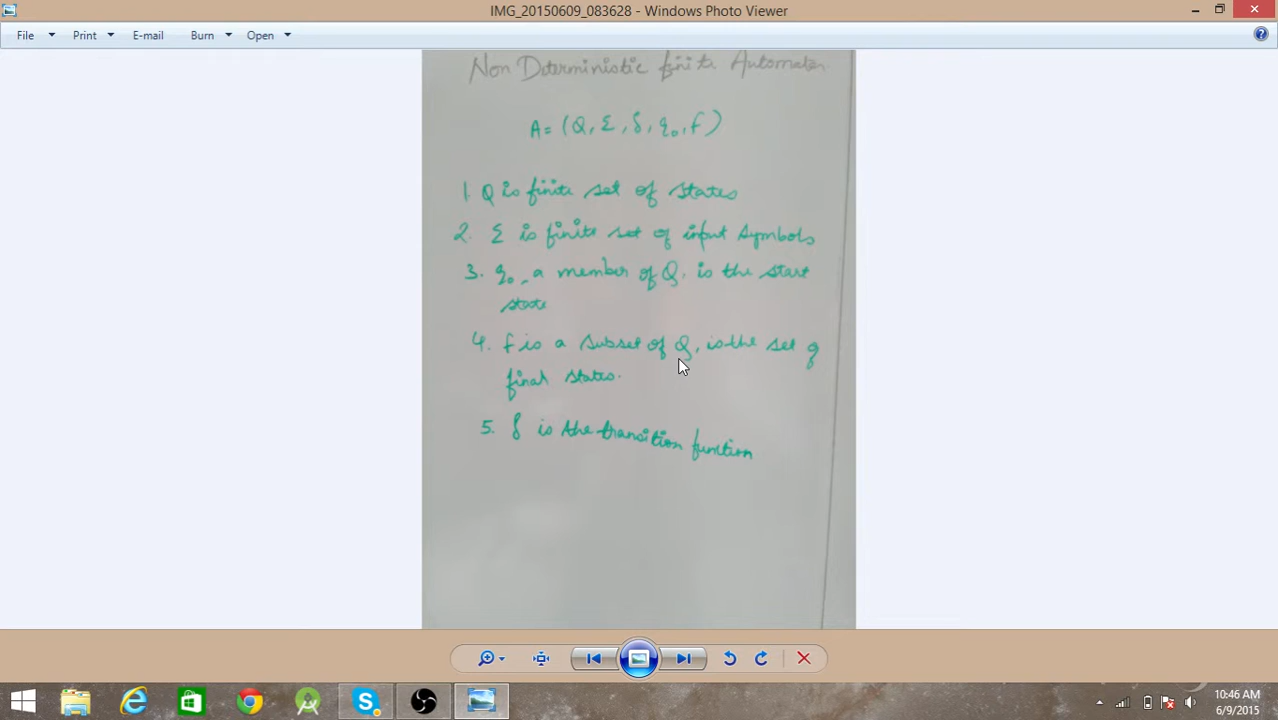 IMG_20150609_083628 - Windows Photo Viewer
File Print E-mail Burn Open
Non Deterministic finite Automaton
A = (Q, Σ, δ, q₀, F)
1. Q is finite set of states
2. Σ is finite set of input symbols
3. q₀, a member of Q, is the start
state
4. F is a subset of Q, is the set of
final states.
5. δ is the transition function
10:46 AM
6/9/2015